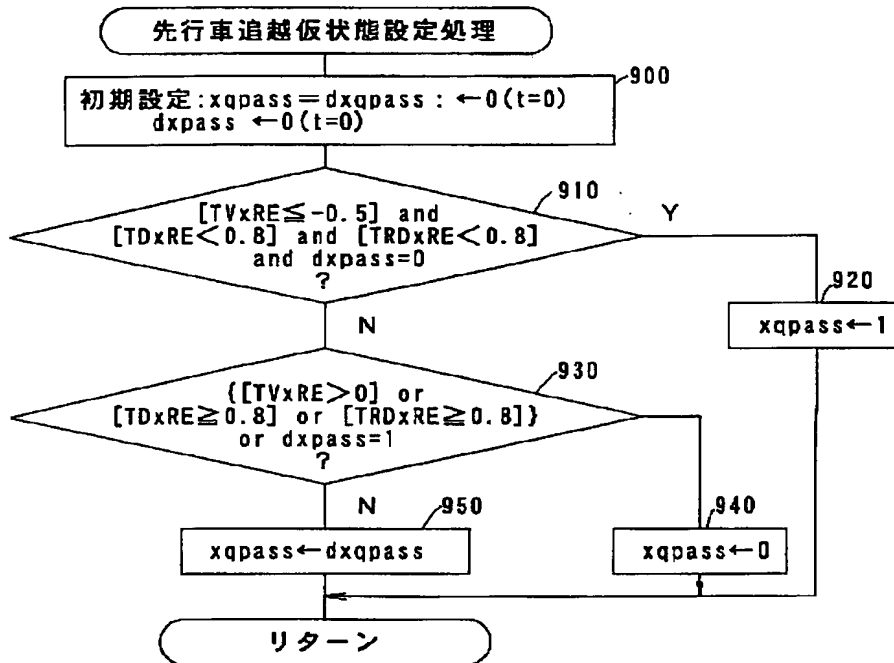 先行車追越仮状態設定処理
900
初期設定:xqpass=dxqpass:←0(t=0)
dxpass←0(t=0)
910
[TVxRE≦-0.5] and
[TDxRE<0.8] and [TRDxRE<0.8]
and dxpass=0
?
Y
920
xqpass←1
N
930
{[TVxRE>0] or
[TDxRE≧0.8] or [TRDxRE≧0.8]}
or dxpass=1
?
N
950
xqpass←dxqpass
940
xqpass←0
リターン